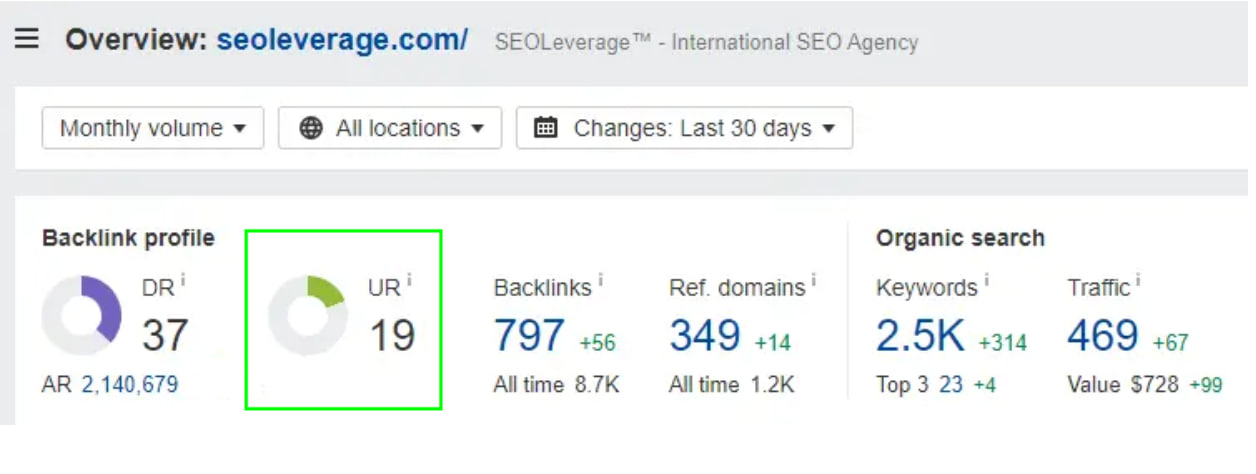 Overview: seoleverage.com/ SEOLeverage™ - International SEO Agency
Monthly volume All locations Changes: Last 30 days
Backlink profile
DR i
37
AR 2,140,679
UR i
19
Backlinks i
797 +56
All time 8.7K
Ref. domains i
349 +14
All time 1.2K
Organic search
Keywords i
2.5K +314
Top 3 23 +4
Traffic i
469 +67
Value $728 +99